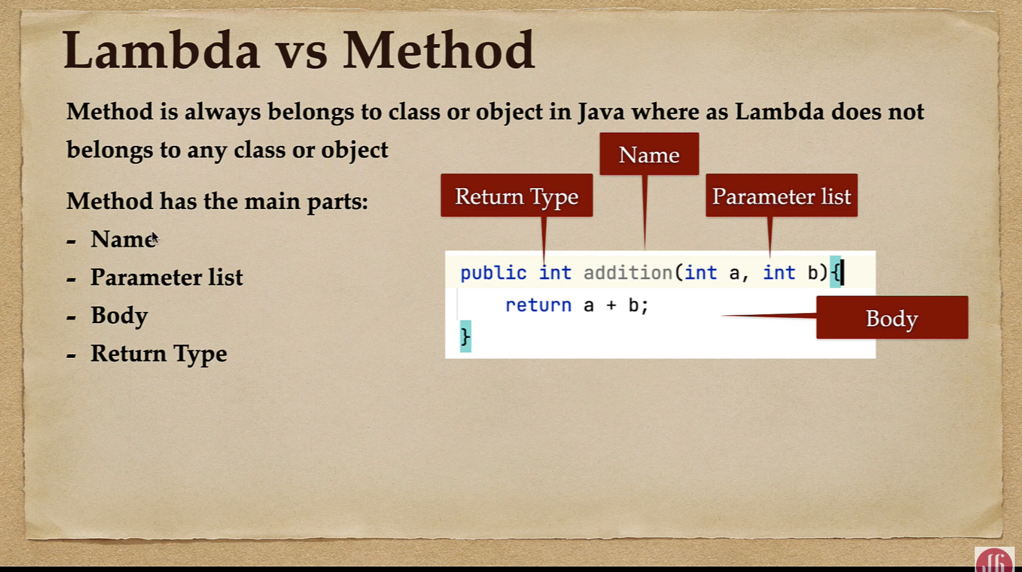 Lambda vs Method
Method is always belongs to class or object in Java where as Lambda does not
belongs to any class or object
Method has the main parts:
- Name
- Parameter list
- Body
- Return Type
Name
Return Type
Parameter list
public int addition(int a, int b){
return a + b;
}
Body